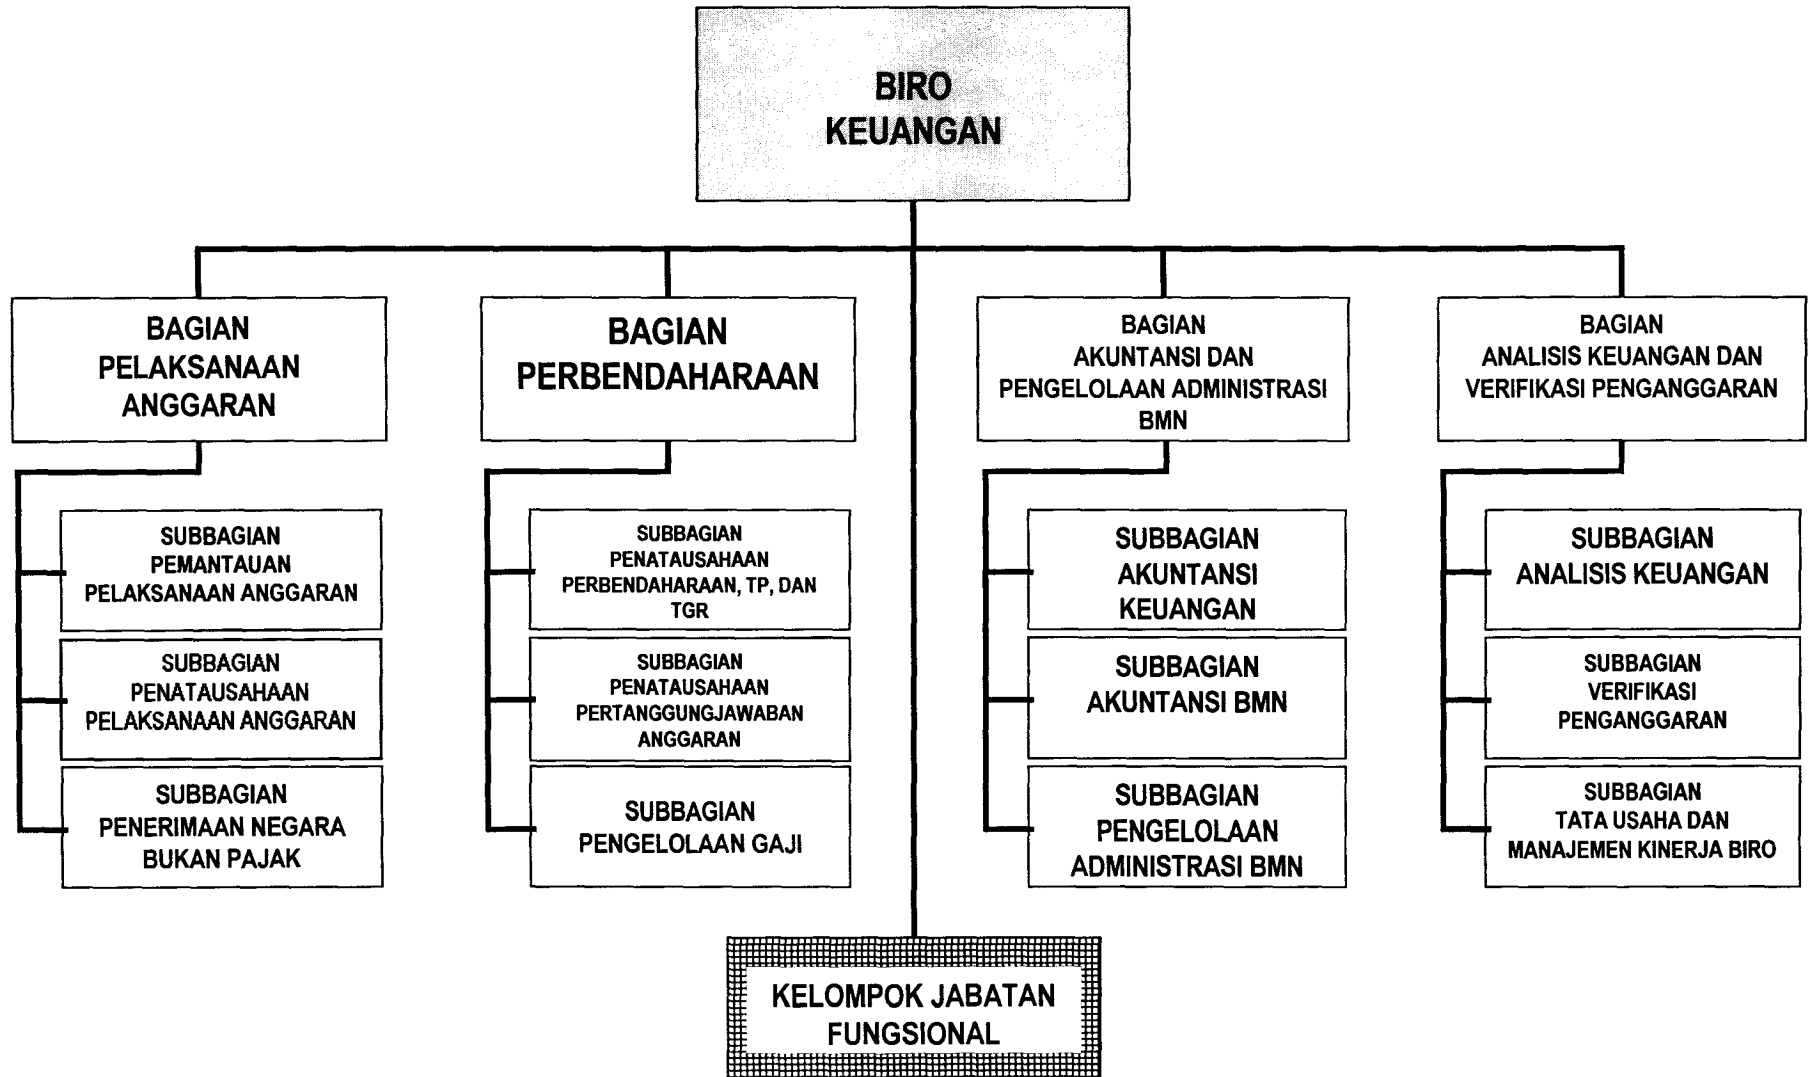 BIRO
KEUANGAN
BAGIAN
PELAKSANAAN
ANGGARAN
SUBBAGIAN
PEMANTAUAN
PELAKSANAAN ANGGARAN
SUBBAGIAN
PENATAUSAHAAN
PELAKSANAAN ANGGARAN
SUBBAGIAN
PENERIMAAN NEGARA
BUKAN PAJAK
BAGIAN
PERBENDAHARAAN
SUBBAGIAN
PENATAUSAHAAN
PERBENDAHARAAN, TP, DAN
TGR
SUBBAGIAN
PENATAUSAHAAN
PERTANGGUNGJAWABAN
ANGGARAN
SUBBAGIAN
PENGELOLAAN GAJI
BAGIAN
AKUNTANSI DAN
PENGELOLAAN ADMINISTRASI
BMN
SUBBAGIAN
AKUNTANSI
KEUANGAN
SUBBAGIAN
AKUNTANSI BMN
SUBBAGIAN
PENGELOLAAN
ADMINISTRASI BMN
BAGIAN
ANALISIS KEUANGAN DAN
VERIFIKASI PENGANGGARAN
SUBBAGIAN
ANALISIS KEUANGAN
SUBBAGIAN
VERIFIKASI
PENGANGGARAN
SUBBAGIAN
TATA USAHA DAN
MANAJEMEN KINERJA BIRO
KELOMPOK JABATAN
FUNGSIONAL